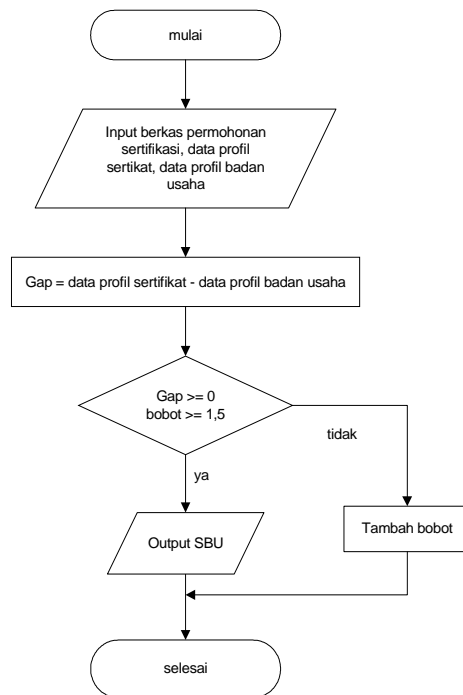 mulai
Input berkas permohonan
sertifikasi, data profil
sertikat, data profil badan
usaha
Gap = data profil sertifikat - data profil badan usaha
Gap >= 0
bobot >= 1,5
tidak
ya
Output SBU
Tambah bobot
selesai